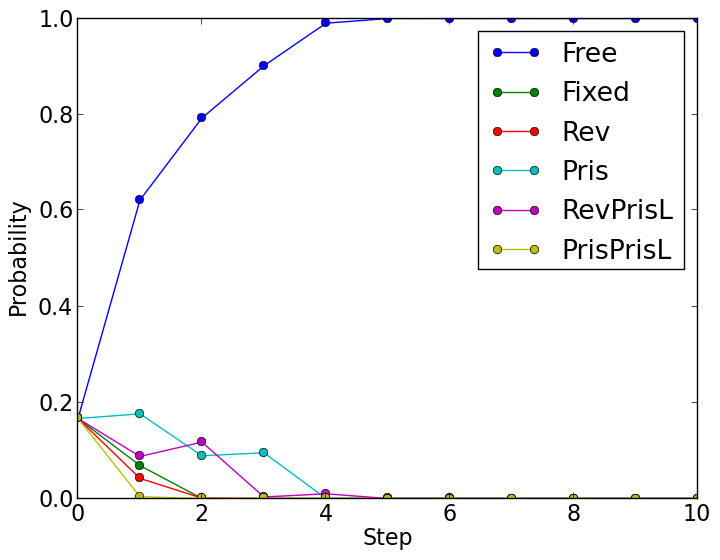 1.0
0.8
0.6
0.4
0.2
0.0
Probability
0 2 4 6 8 10
Step
Free
Fixed
Rev
Pris
RevPrisL
PrisPrisL